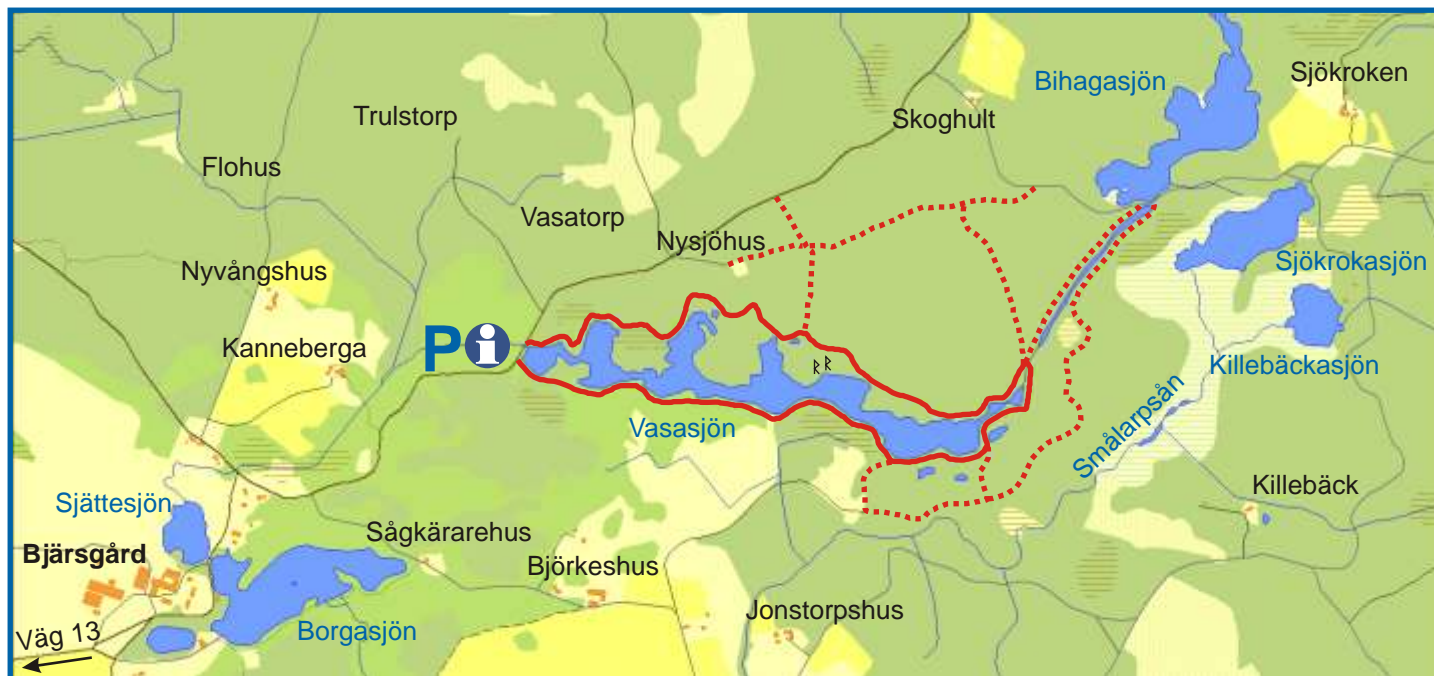 Bihagasjön
Sjökroken
Trulstorp
Skoghult
Flohus
Vasatorp
Nysjöhus
Nyvångshus
Sjökrokasjön
Kanneberga
P i
Killebäckasjön
Vasasjön
Smålarpsån
Killebäck
Sjättesjön
Sågkärarehus
Bjärsgård
Björkeshus
Jonstorpshus
Borgasjön
Väg 13